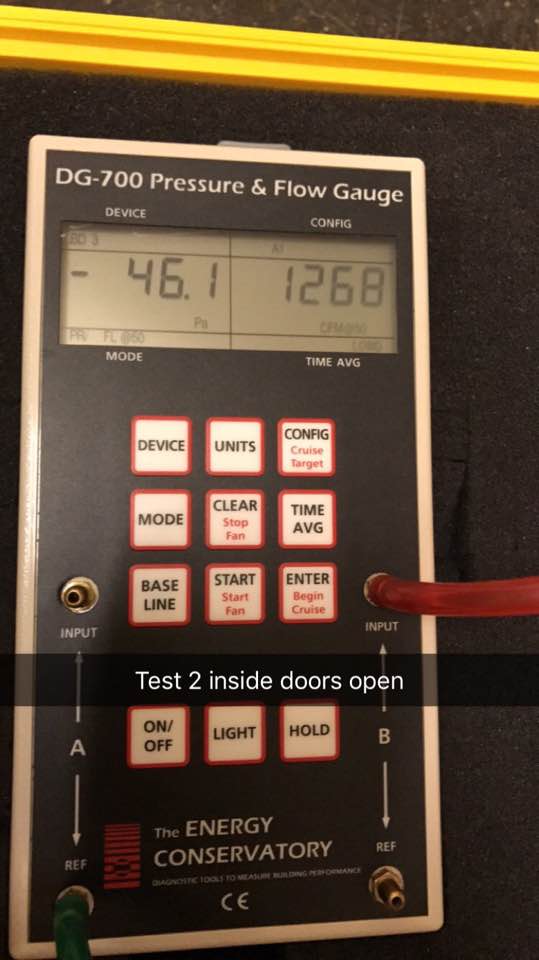 DG-700 Pressure & Flow Gauge
DEVICE
CONFIG
BD 3
A1
- 46.1
1268
Pa
CFM@50
PR/ FL @50
LONG
MODE
TIME AVG
DEVICE
UNITS
CONFIG
Cruise
Target
MODE
CLEAR
Stop
Fan
TIME
AVG
BASE
LINE
START
Start
Fan
ENTER
Begin
Cruise
INPUT
INPUT
Test 2 inside doors open
ON/
OFF
LIGHT
HOLD
A
B
The ENERGY
CONSERVATORY
DIAGNOSTIC TOOLS TO MEASURE BUILDING PERFORMANCE
REF
REF
CE